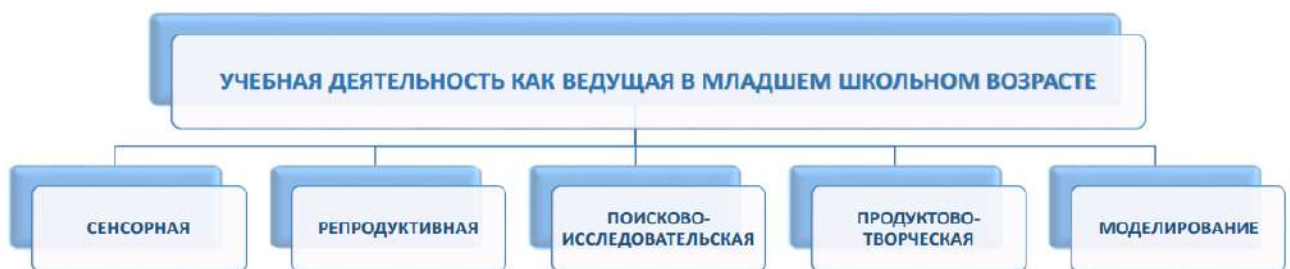 УЧЕБНАЯ ДЕЯТЕЛЬНОСТЬ КАК ВЕДУЩАЯ В МЛАДШЕМ ШКОЛЬНОМ ВОЗРАСТЕ
СЕНСОРНАЯ
РЕПРОДУКТИВНАЯ
ПОИСКОВО-
ИССЛЕДОВАТЕЛЬСКАЯ
ПРОДУКТОВО-
ТВОРЧЕСКАЯ
МОДЕЛИРОВАНИЕ